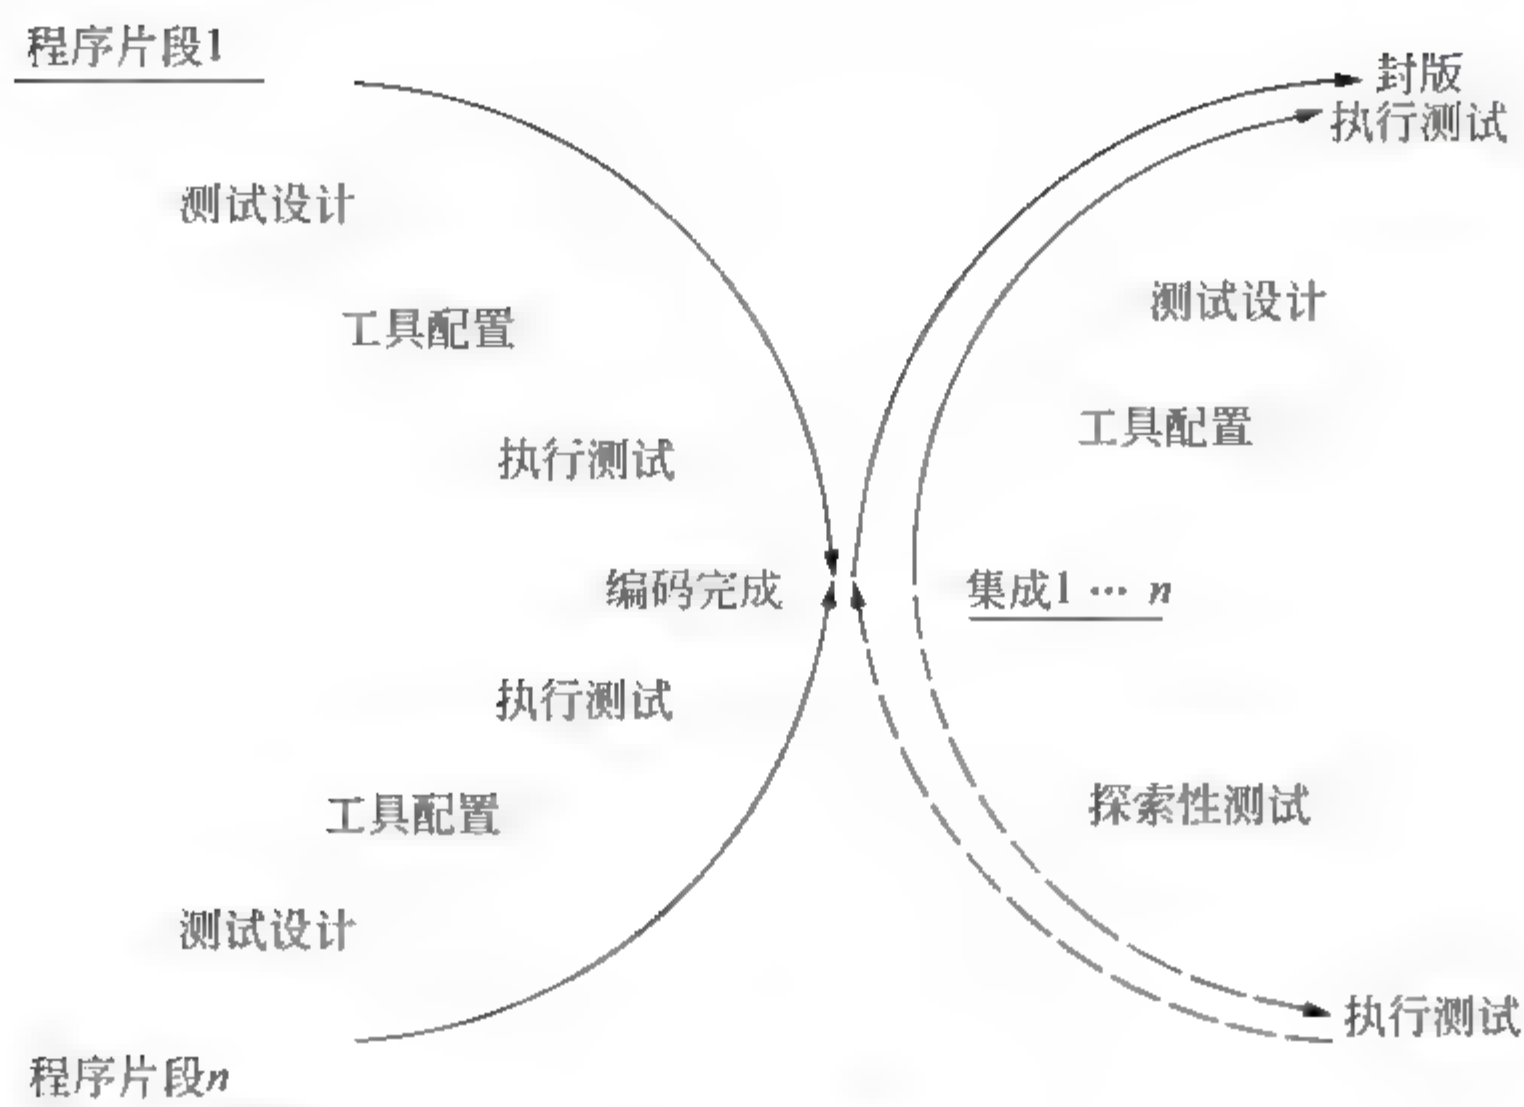 程序片段1
测试设计
工具配置
执行测试
编码完成
执行测试
工具配置
测试设计
程序片段n
封版
执行测试
测试设计
工具配置
集成1 … n
探索性测试
执行测试